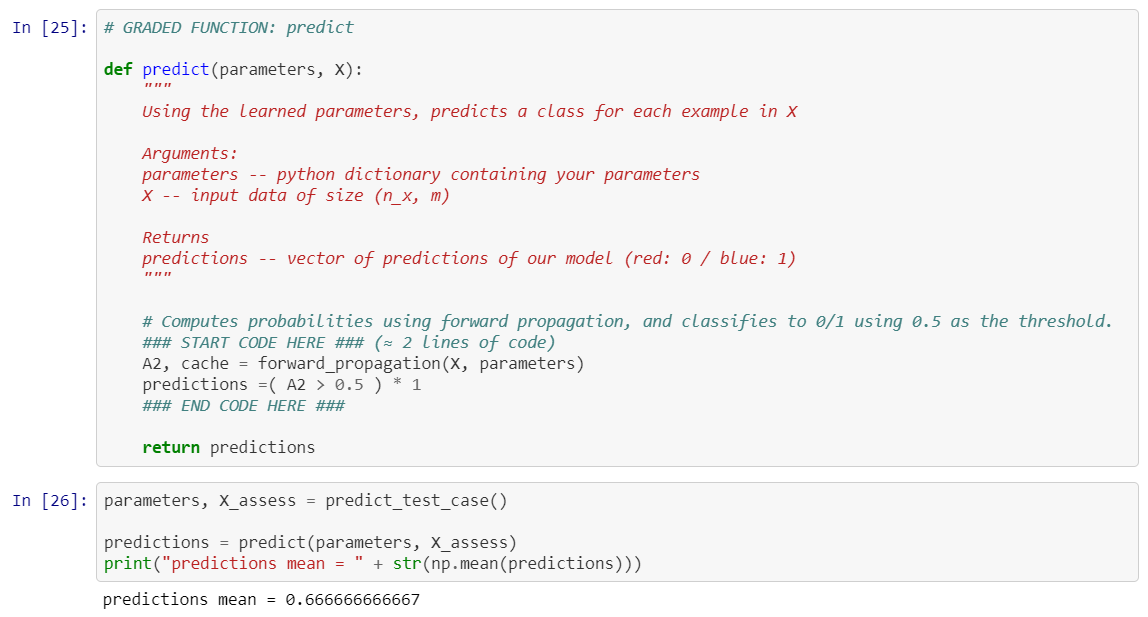 In [25]: # GRADED FUNCTION: predict
def predict(parameters, X):
"""
Using the learned parameters, predicts a class for each example in X
Arguments:
parameters -- python dictionary containing your parameters
X -- input data of size (n_x, m)
Returns
predictions -- vector of predictions of our model (red: 0 / blue: 1)
"""
# Computes probabilities using forward propagation, and classifies to 0/1 using 0.5 as the threshold.
### START CODE HERE ### (≈ 2 lines of code)
A2, cache = forward_propagation(X, parameters)
predictions =( A2 > 0.5 ) * 1
### END CODE HERE ###
return predictions
In [26]: parameters, X_assess = predict_test_case()
predictions = predict(parameters, X_assess)
print("predictions mean = " + str(np.mean(predictions)))
predictions mean = 0.666666666667